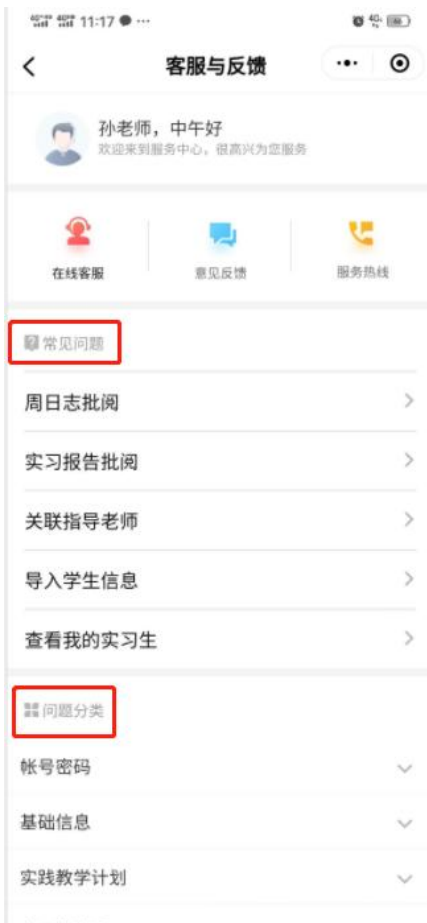 11:17
客服与反馈
孙老师，中午好
欢迎来到服务中心，很高兴为您服务
在线客服 意见反馈 服务热线
常见问题
周日志批阅
实习报告批阅
关联指导老师
导入学生信息
查看我的实习生
问题分类
帐号密码
基础信息
实践教学计划